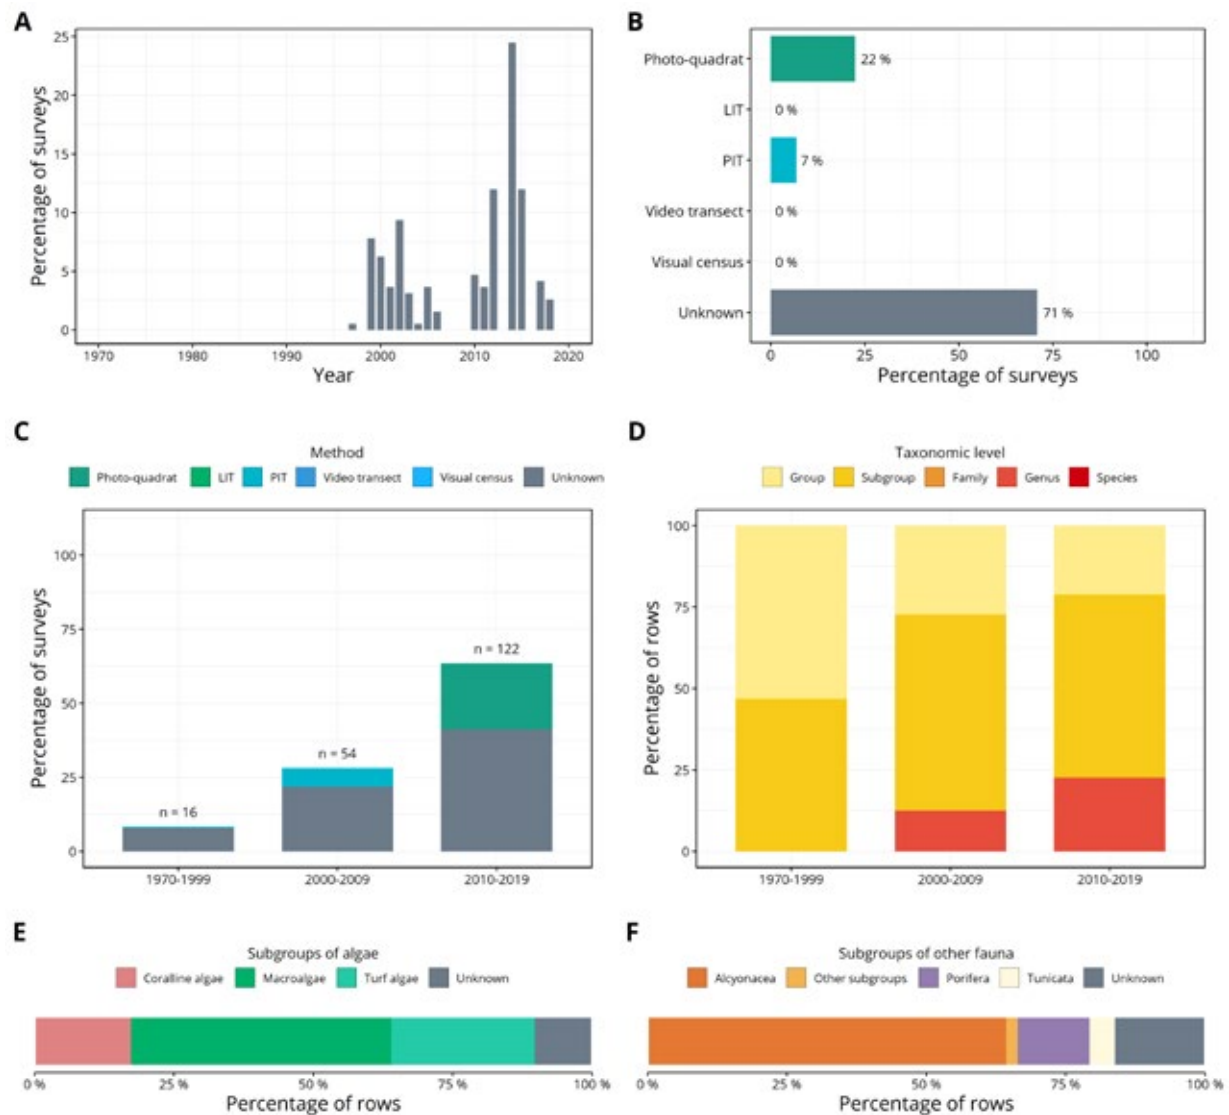 A
25
20
15
10
5
0
Percentage of surveys
1970 1980 1990 2000 2010 2020
Year
B
Photo-quadrat 22 %
LIT 0 %
PIT 7 %
Video transect 0 %
Visual census 0 %
Unknown 71 %
0 25 50 75 100
Percentage of surveys
C
Method
Photo-quadrat LIT PIT Video transect Visual census Unknown
100
75
50
25
0
Percentage of surveys
n = 16
n = 54
n = 122
1970-1999 2000-2009 2010-2019
D
Taxonomic level
Group Subgroup Family Genus Species
100
75
50
25
0
Percentage of rows
1970-1999 2000-2009 2010-2019
E
Subgroups of algae
Coralline algae Macroalgae Turf algae Unknown
0 % 25 % 50 % 75 % 100 %
Percentage of rows
F
Subgroups of other fauna
Alcyonacea Other subgroups Porifera Tunicata Unknown
0 % 25 % 50 % 75 % 100 %
Percentage of rows